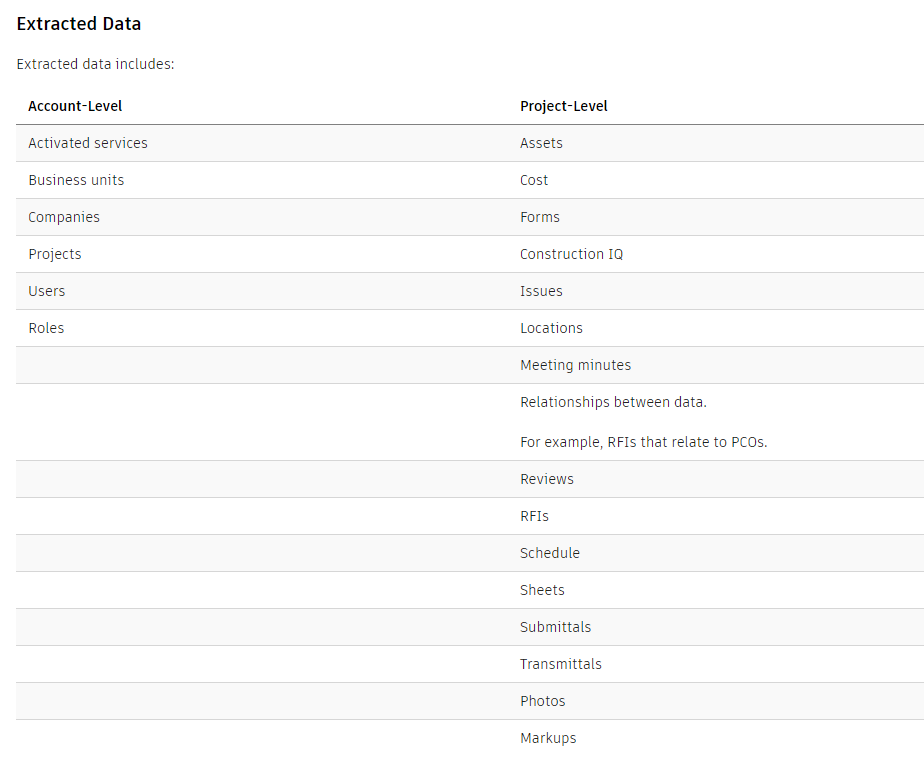 Extracted Data
Extracted data includes:
Account-Level Project-Level
Activated services Assets
Business units Cost
Companies Forms
Projects Construction IQ
Users Issues
Roles Locations
Meeting minutes
Relationships between data.
For example, RFIs that relate to PCOs.
Reviews
RFIs
Schedule
Sheets
Submittals
Transmittals
Photos
Markups